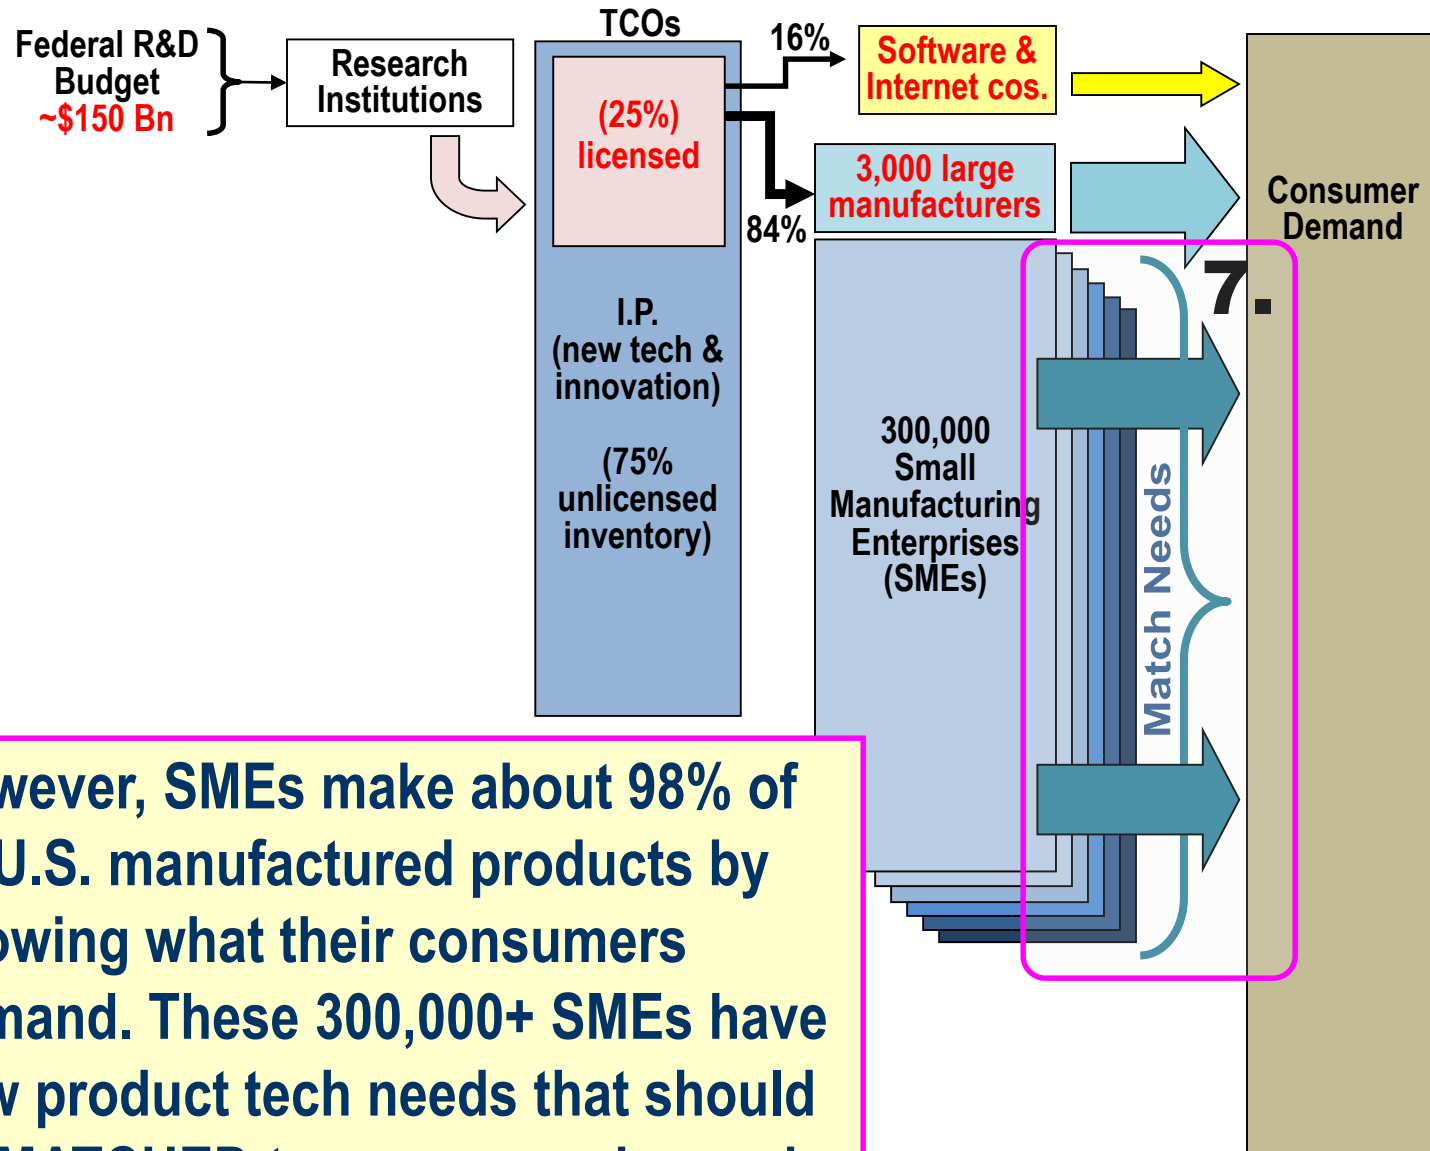 TCOs
Federal R&D
Budget
~$150 Bn
Research
Institutions
16%
Software &
Internet cos.
(25%)
licensed
3,000 large
manufacturers
84%
Consumer
Demand
7.
I.P.
(new tech &
innovation)
(75%
unlicensed
inventory)
300,000
Small
Manufacturing
Enterprises
(SMEs)
Match Needs
wever, SMEs make about 98% of
U.S. manufactured products by
owing what their consumers
mand. These 300,000+ SMEs have
w product tech needs that should
MATCHED